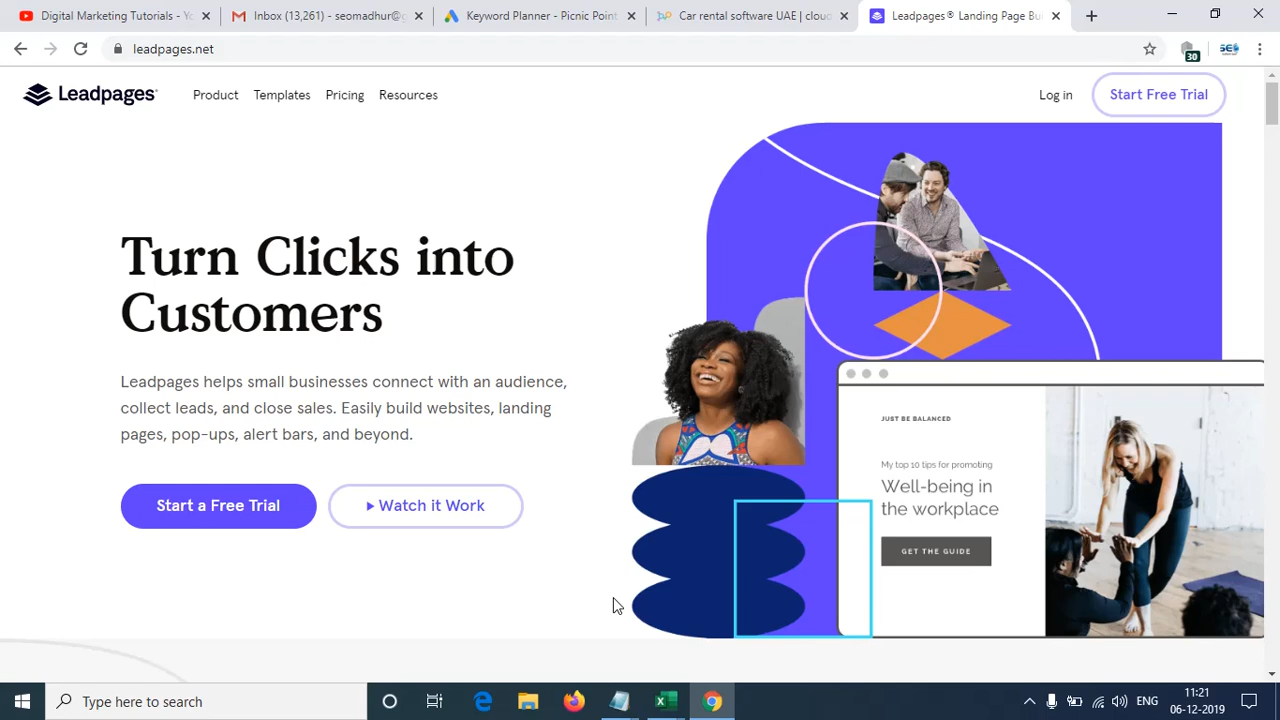 Digital Marketing Tutorials - Y
Inbox (13,261) - seomadhur@g
Keyword Planner - Picnic Point
Car rental software UAE | cloud
Leadpages® Landing Page Bui
leadpages.net
30
SEO
Leadpages®
Product
Templates
Pricing
Resources
Log in
Start Free Trial
Turn Clicks into
Customers
Leadpages helps small businesses connect with an audience,
collect leads, and close sales. Easily build websites, landing
pages, pop-ups, alert bars, and beyond.
Start a Free Trial
Watch it Work
JUST BE BALANCED
My top 10 tips for promoting
Well-being in
the workplace
GET THE GUIDE
Type here to search
ENG
11:21
06-12-2019